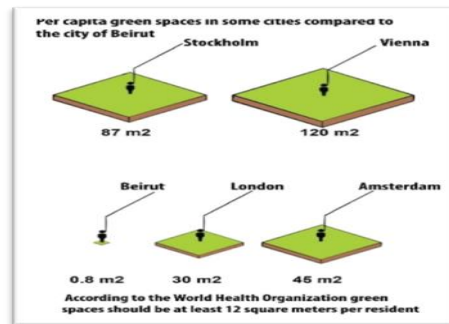 Per capita green spaces in some cities compared to
the city of Beirut
Stockholm
Vienna
87 m2
120 m2
Beirut
London
Amsterdam
0.8 m2
30 m2
45 m2
According to the World Health Organization green
spaces should be at least 12 square meters per resident